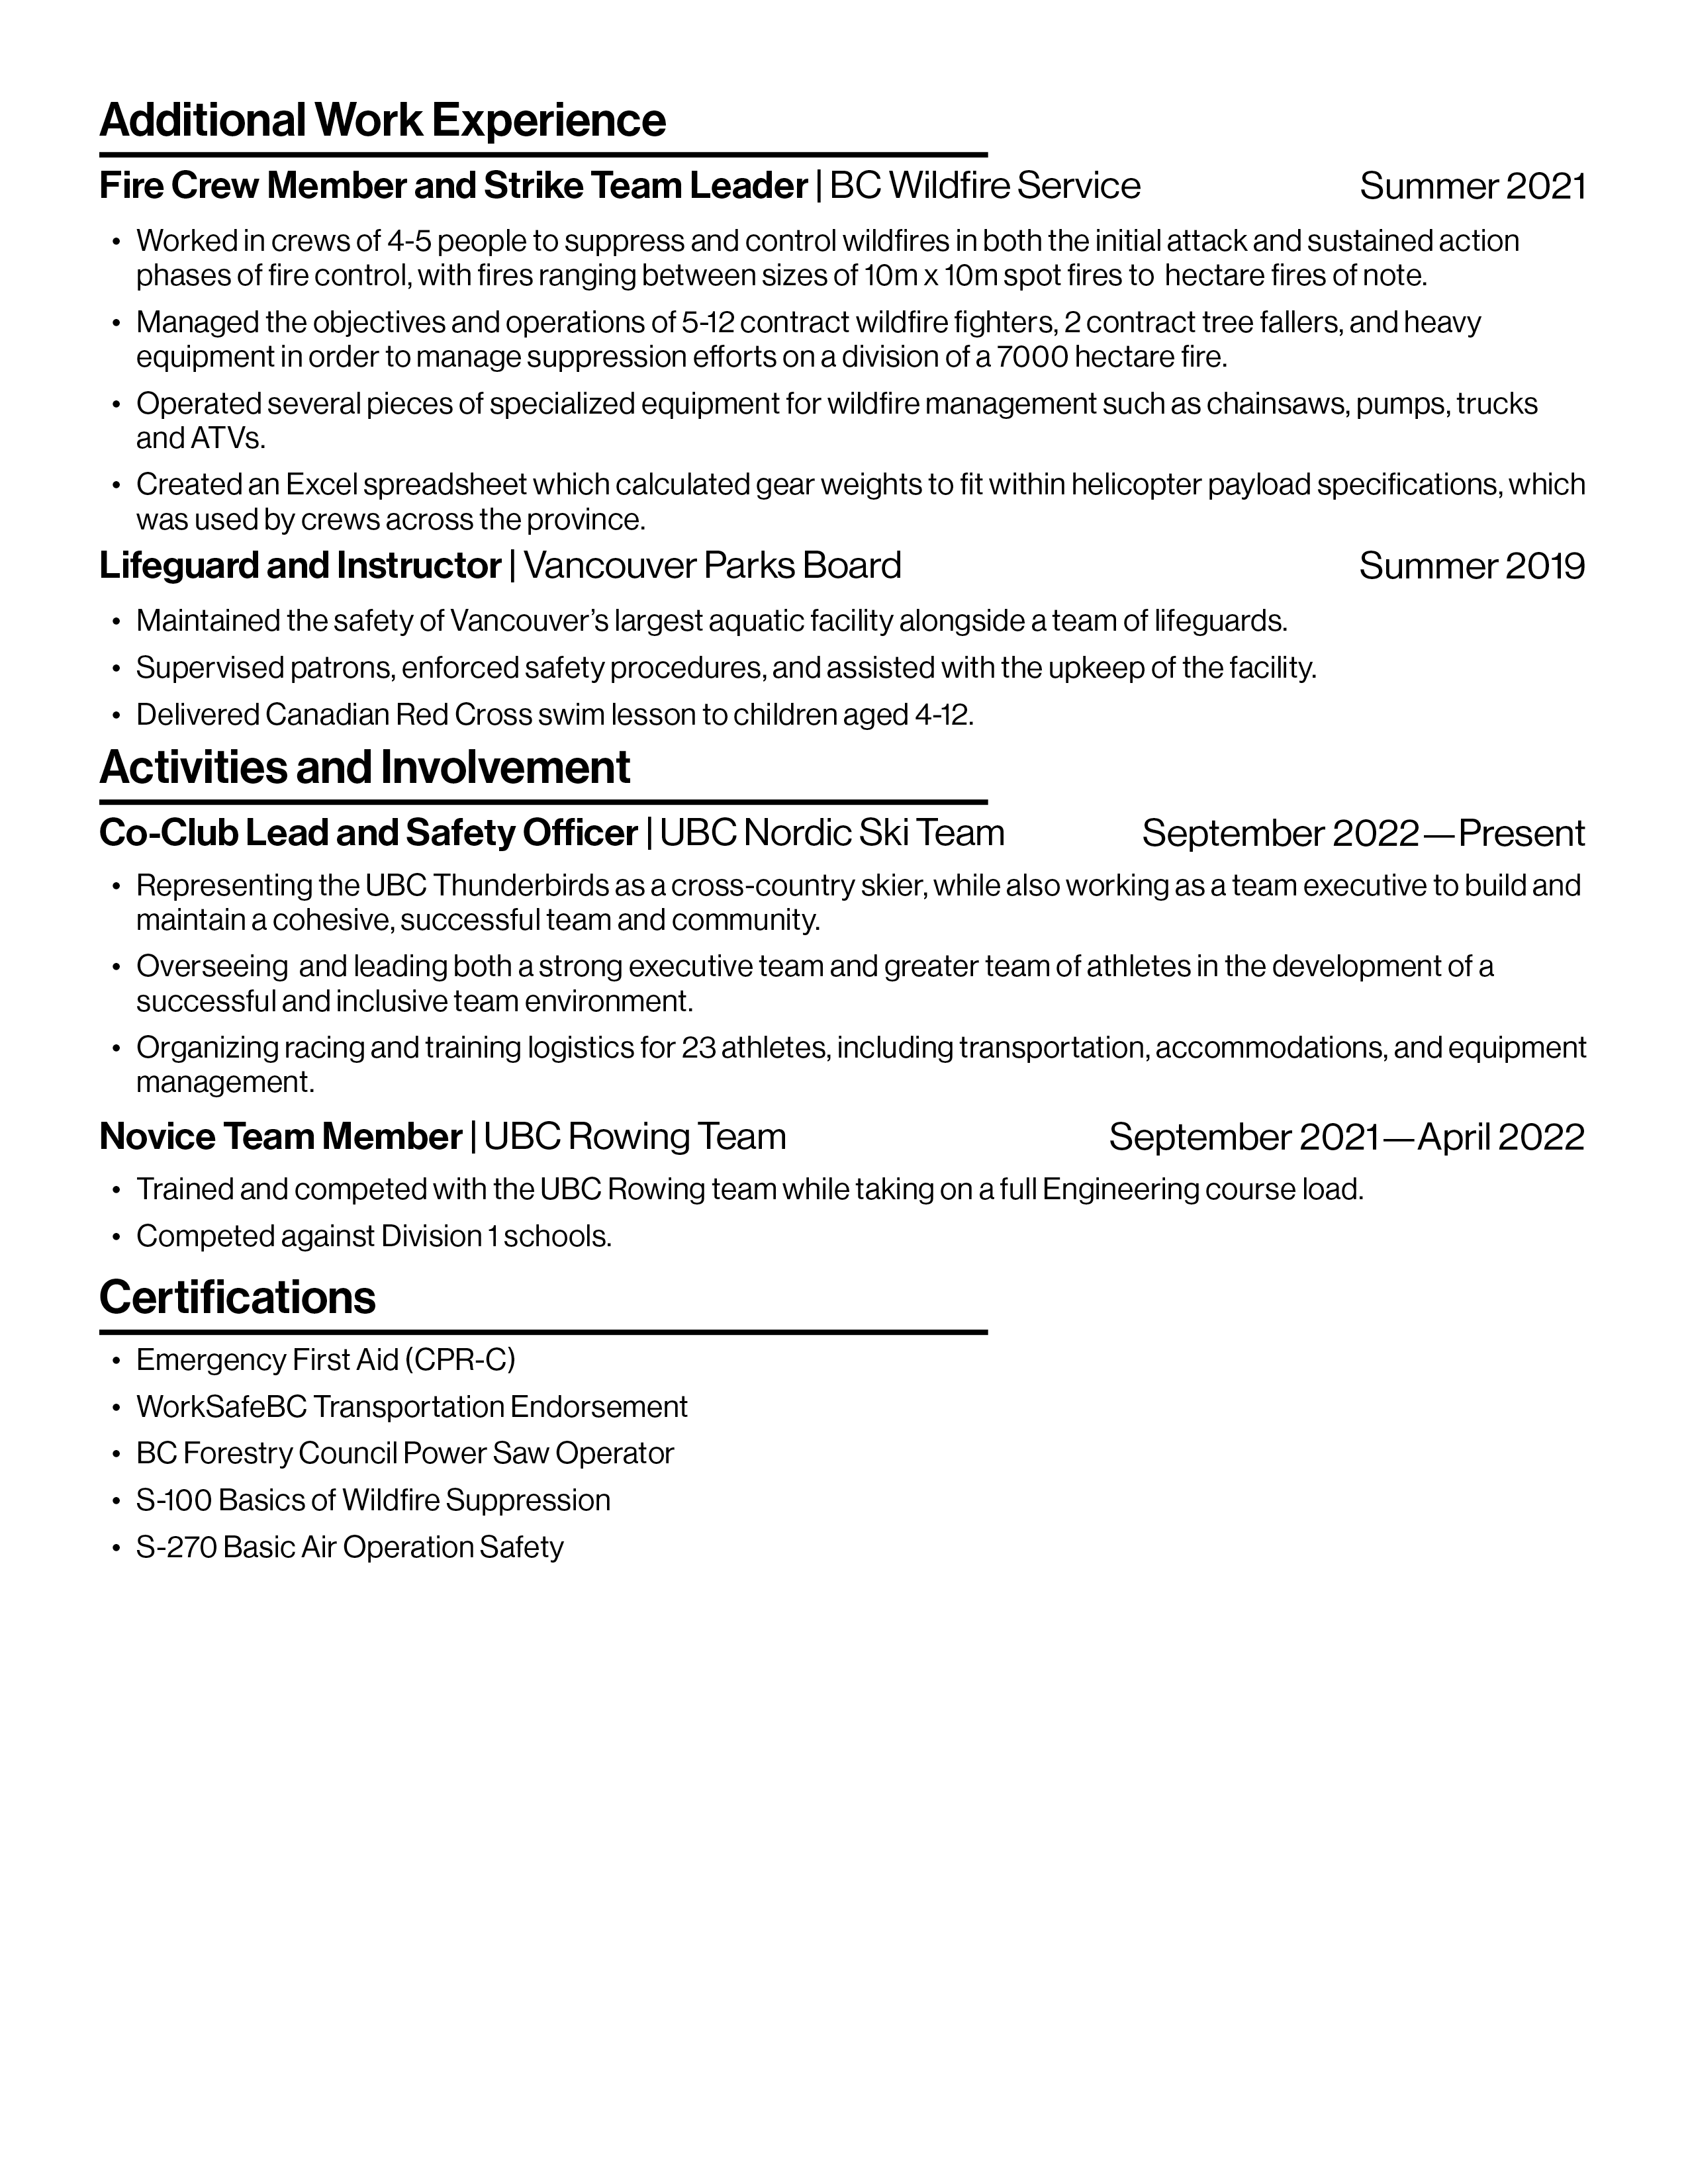 Additional Work Experience
Fire Crew Member and Strike Team Leader | BC Wildfire Service Summer 2021
• Worked in crews of 4-5 people to suppress and control wildfires in both the initial attack and sustained action
phases of fire control, with fires ranging between sizes of 10m x 10m spot fires to  hectare fires of note.
• Managed the objectives and operations of 5-12 contract wildfire fighters, 2 contract tree fallers, and heavy
equipment in order to manage suppression efforts on a division of a 7000 hectare fire.
• Operated several pieces of specialized equipment for wildfire management such as chainsaws, pumps, trucks
and ATVs.
• Created an Excel spreadsheet which calculated gear weights to fit within helicopter payload specifications, which
was used by crews across the province.
Lifeguard and Instructor | Vancouver Parks Board Summer 2019
• Maintained the safety of Vancouver’s largest aquatic facility alongside a team of lifeguards.
• Supervised patrons, enforced safety procedures, and assisted with the upkeep of the facility.
• Delivered Canadian Red Cross swim lesson to children aged 4-12.
Activities and Involvement
Co-Club Lead and Safety Officer | UBC Nordic Ski Team September 2022—Present
• Representing the UBC Thunderbirds as a cross-country skier, while also working as a team executive to build and
maintain a cohesive, successful team and community.
• Overseeing  and leading both a strong executive team and greater team of athletes in the development of a
successful and inclusive team environment.
• Organizing racing and training logistics for 23 athletes, including transportation, accommodations, and equipment
management.
Novice Team Member | UBC Rowing Team September 2021—April 2022
• Trained and competed with the UBC Rowing team while taking on a full Engineering course load.
• Competed against Division 1 schools.
Certifications
• Emergency First Aid (CPR-C)
• WorkSafeBC Transportation Endorsement
• BC Forestry Council Power Saw Operator
• S-100 Basics of Wildfire Suppression
• S-270 Basic Air Operation Safety